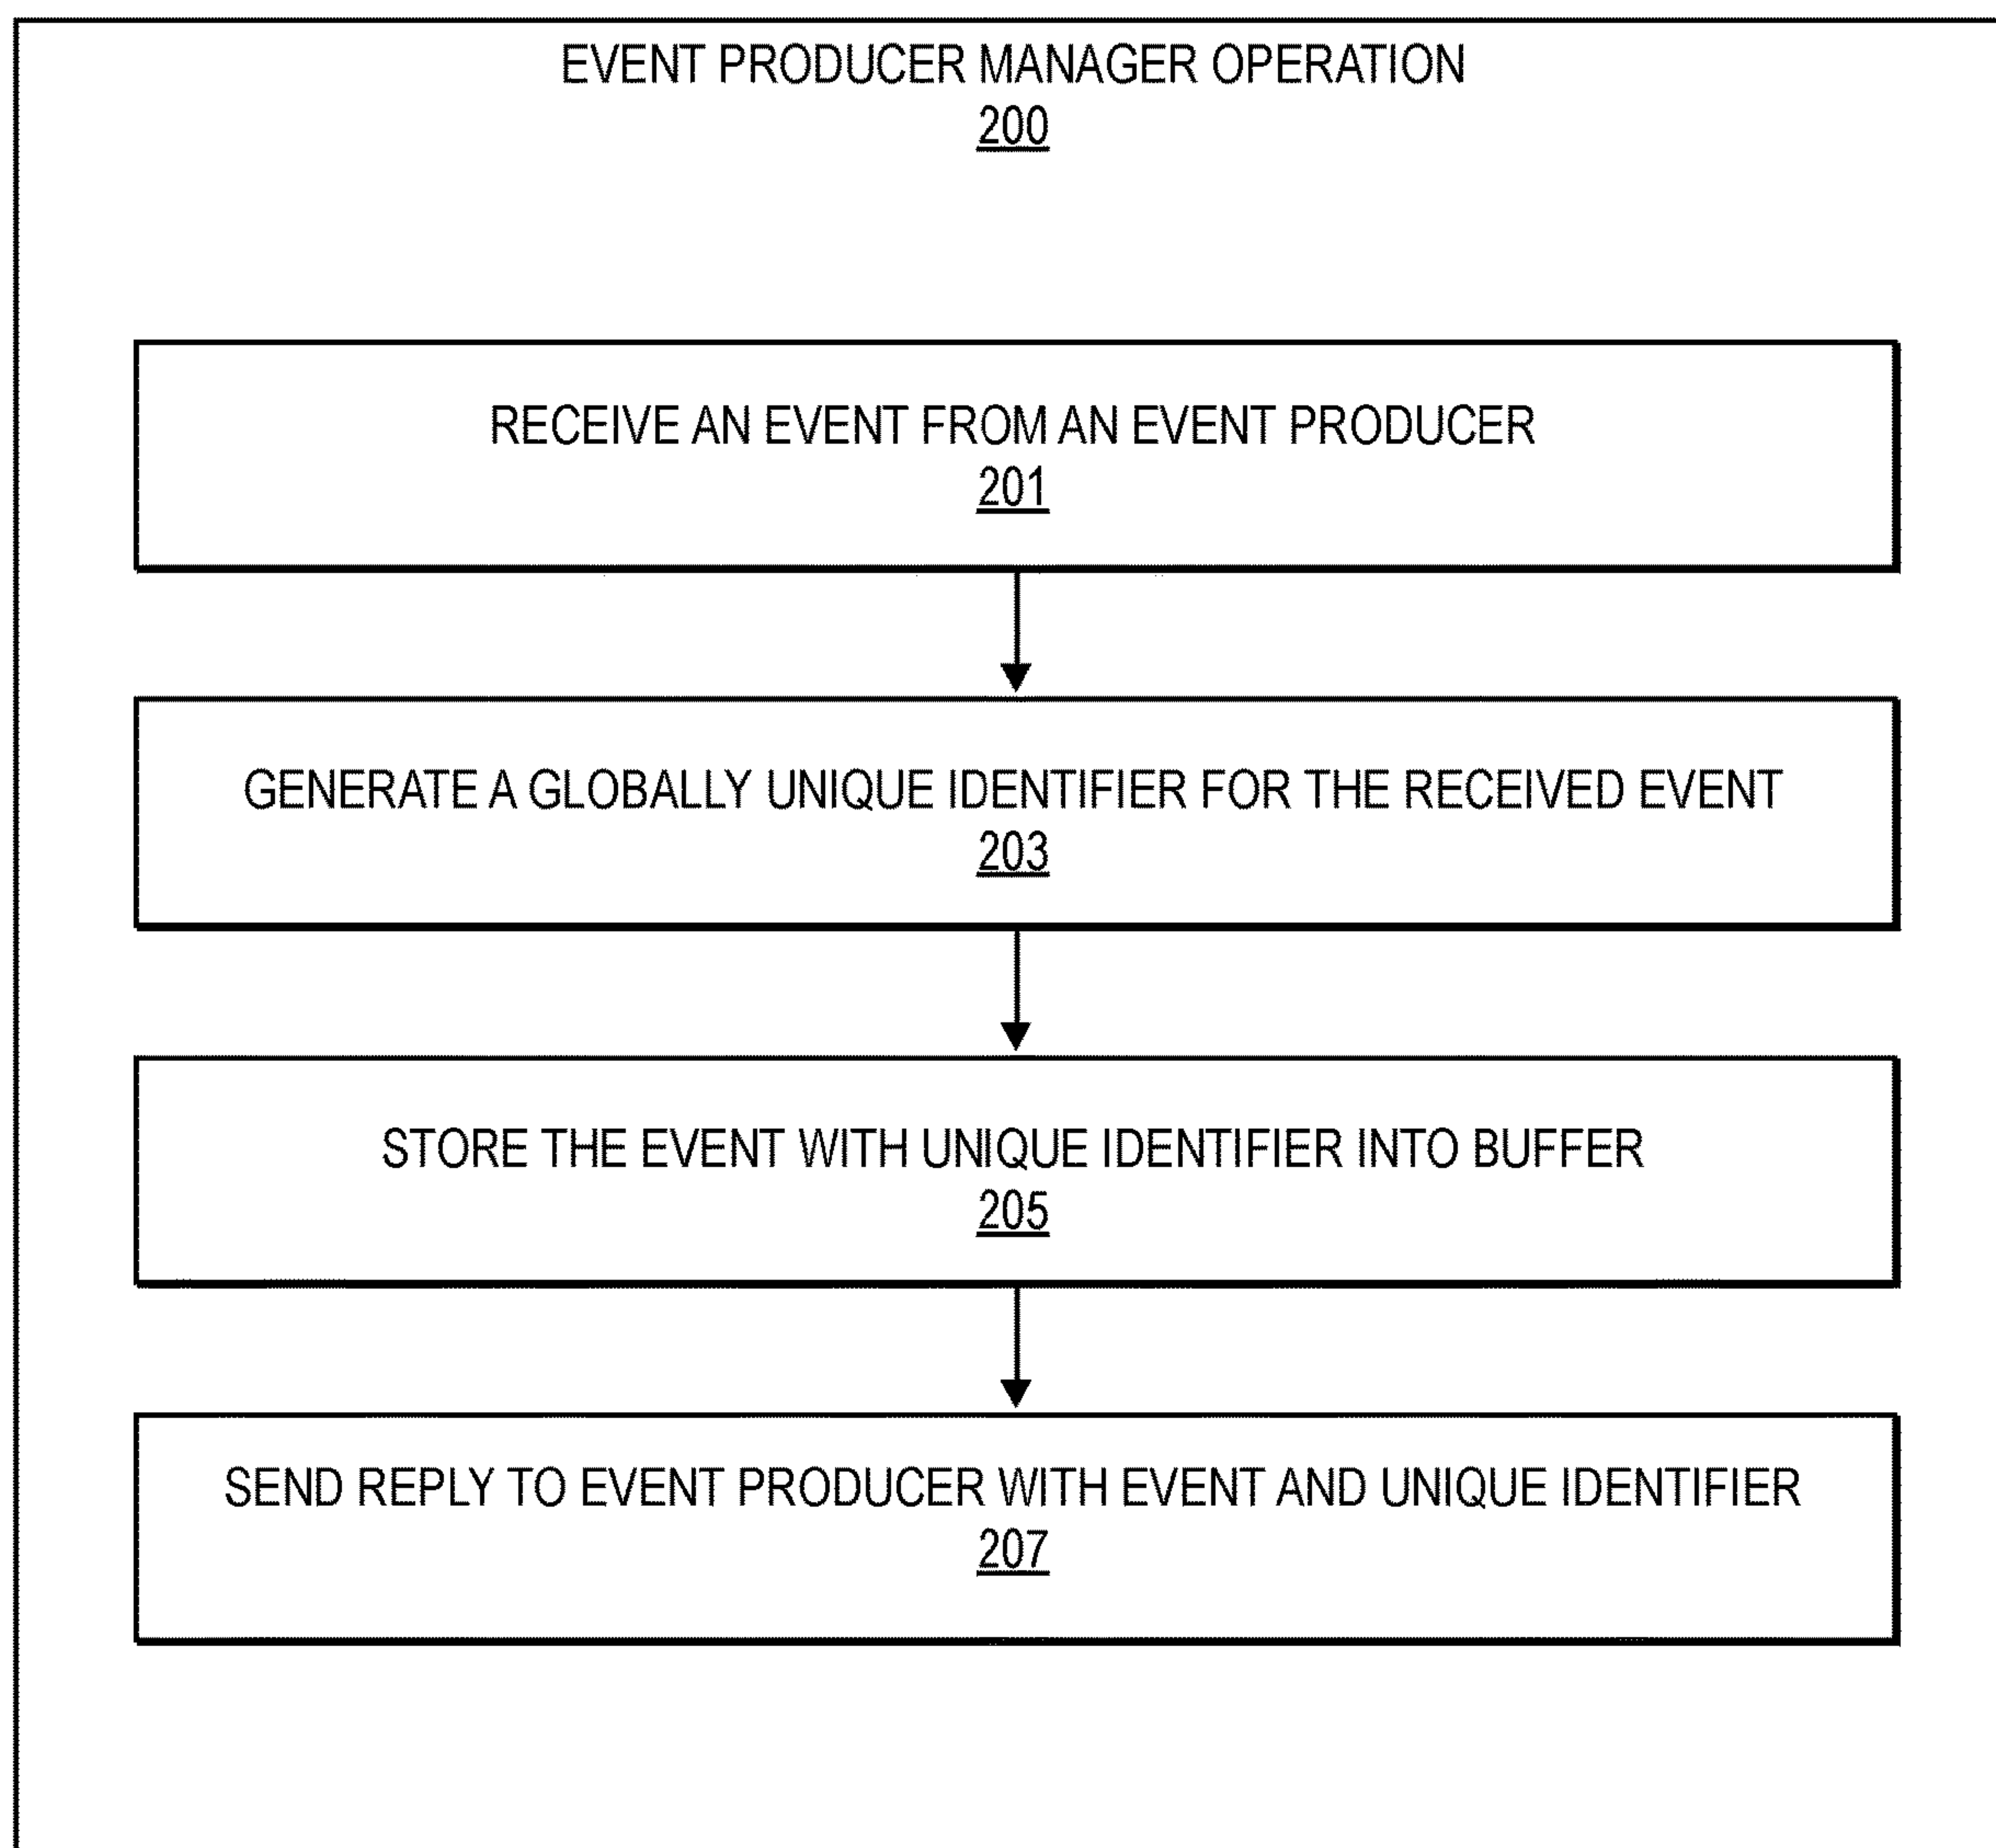 EVENT PRODUCER MANAGER OPERATION
200
RECEIVE AN EVENT FROM AN EVENT PRODUCER
201
GENERATE A GLOBALLY UNIQUE IDENTIFIER FOR THE RECEIVED EVENT
203
STORE THE EVENT WITH UNIQUE IDENTIFIER INTO BUFFER
205
SEND REPLY TO EVENT PRODUCER WITH EVENT AND UNIQUE IDENTIFIER
207